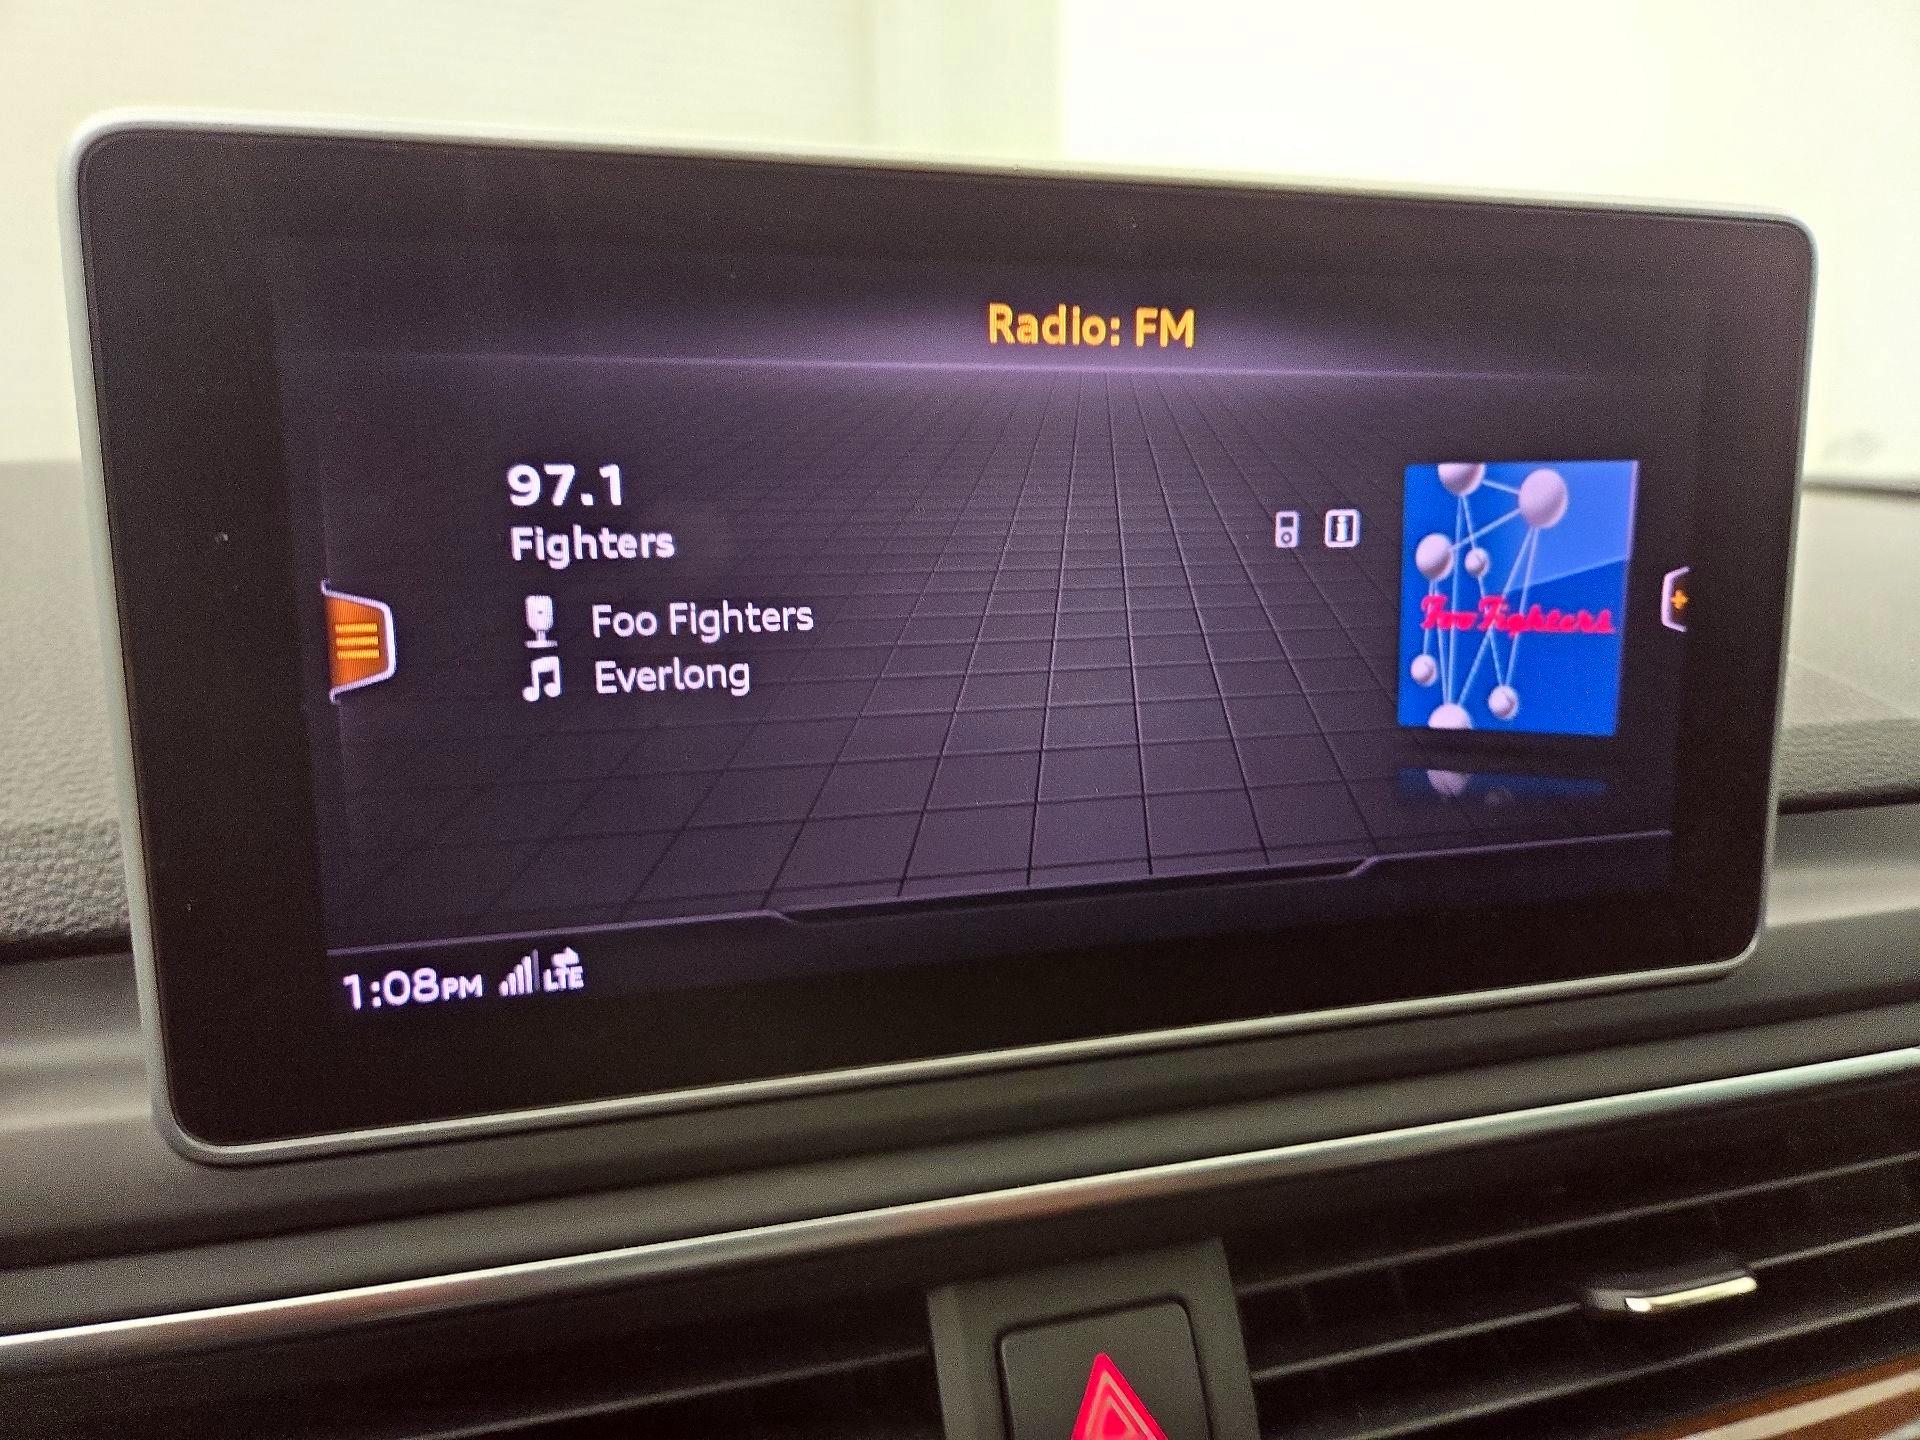 Radio: FM
97.1
Fighters
Foo Fighters
Everlong
Foo Fighters
1:08PM LTE